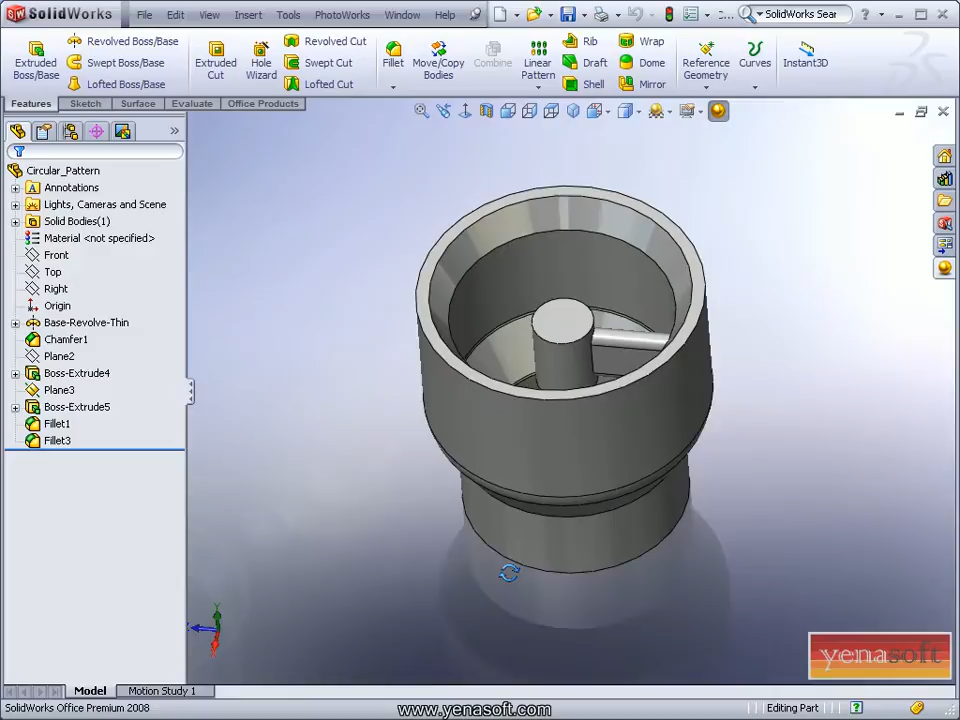 SolidWorks File Edit View Insert Tools PhotoWorks Window Help SolidWorks Sear
Extruded Boss/Base
Revolved Boss/Base
Swept Boss/Base
Lofted Boss/Base
Extruded Cut
Hole Wizard
Revolved Cut
Swept Cut
Lofted Cut
Fillet
Move/Copy Bodies
Combine
Linear Pattern
Rib
Draft
Shell
Wrap
Dome
Mirror
Reference Geometry
Curves
Instant3D
Features Sketch Surface Evaluate Office Products
Circular_Pattern
Annotations
Lights, Cameras and Scene
Solid Bodies(1)
Material <not specified>
Front
Top
Right
Origin
Base-Revolve-Thin
Chamfer1
Plane2
Boss-Extrude4
Plane3
Boss-Extrude5
Fillet1
Fillet3
Y
yenasoft
Model Motion Study 1
SolidWorks Office Premium 2008
www.yenasoft.com
Editing Part